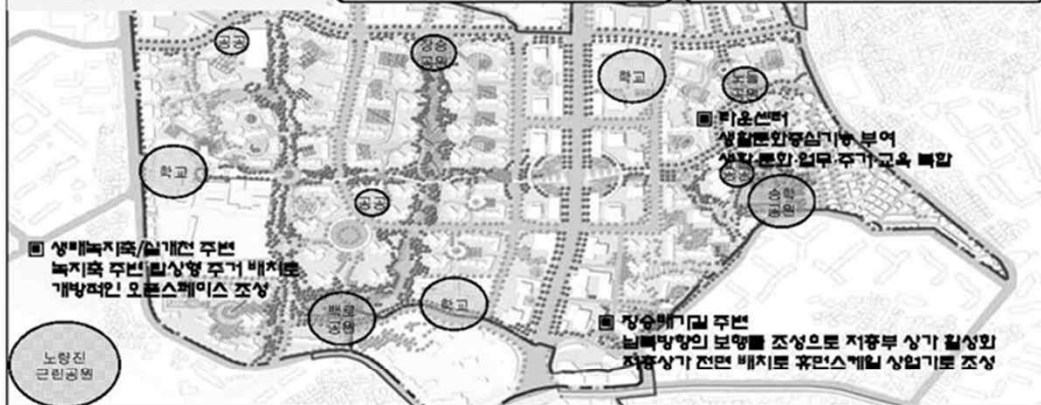 공공
장승
공원
학교
노들
공원
▣ 타운센터
생활문화중심기능 부여
생활·문화·업무·주거·교육 복합
학교
공공
공공
송학
공원
▣ 생태녹지축/실개천 주변
녹지축 주변 탑상형 주거 배치로
개방적인 오픈스페이스 조성
백로
공원
학교
▣ 장승배기길 주변
남북방향의 보행몰 조성으로 저층부 상가 활성화
저층상가 전면 배치로 휴먼스케일 상업가로 조성
노량진
근린공원